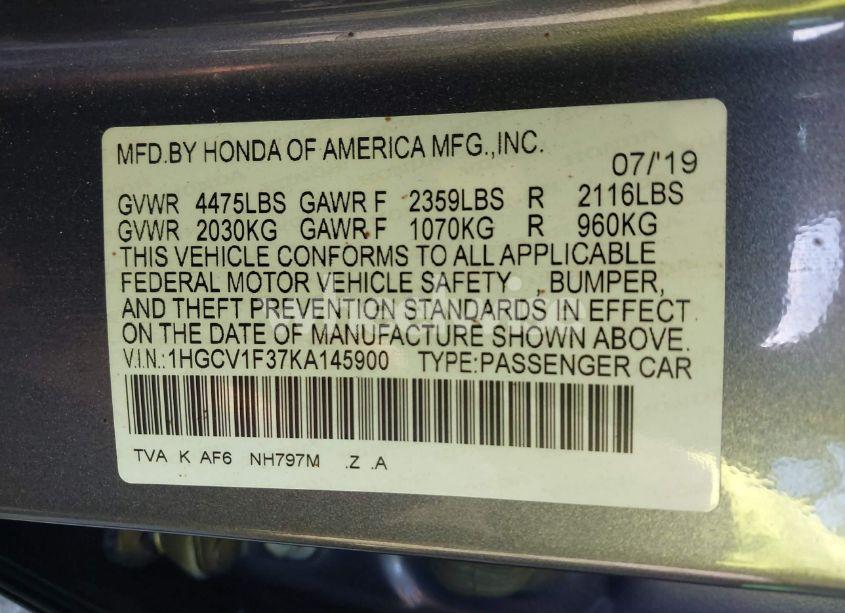 MFD.BY HONDA OF AMERICA MFG.,INC.
07/'19
GVWR 4475LBS GAWR F 2359LBS R 2116LBS
GVWR 2030KG GAWR F 1070KG R 960KG
THIS VEHICLE CONFORMS TO ALL APPLICABLE
FEDERAL MOTOR VEHICLE SAFETY , BUMPER,
AND THEFT PREVENTION STANDARDS IN EFFECT
ON THE DATE OF MANUFACTURE SHOWN ABOVE.
V.I.N.:1HGCV1F37KA145900 TYPE:PASSENGER CAR
TVA K AF6 NH797M .Z .A